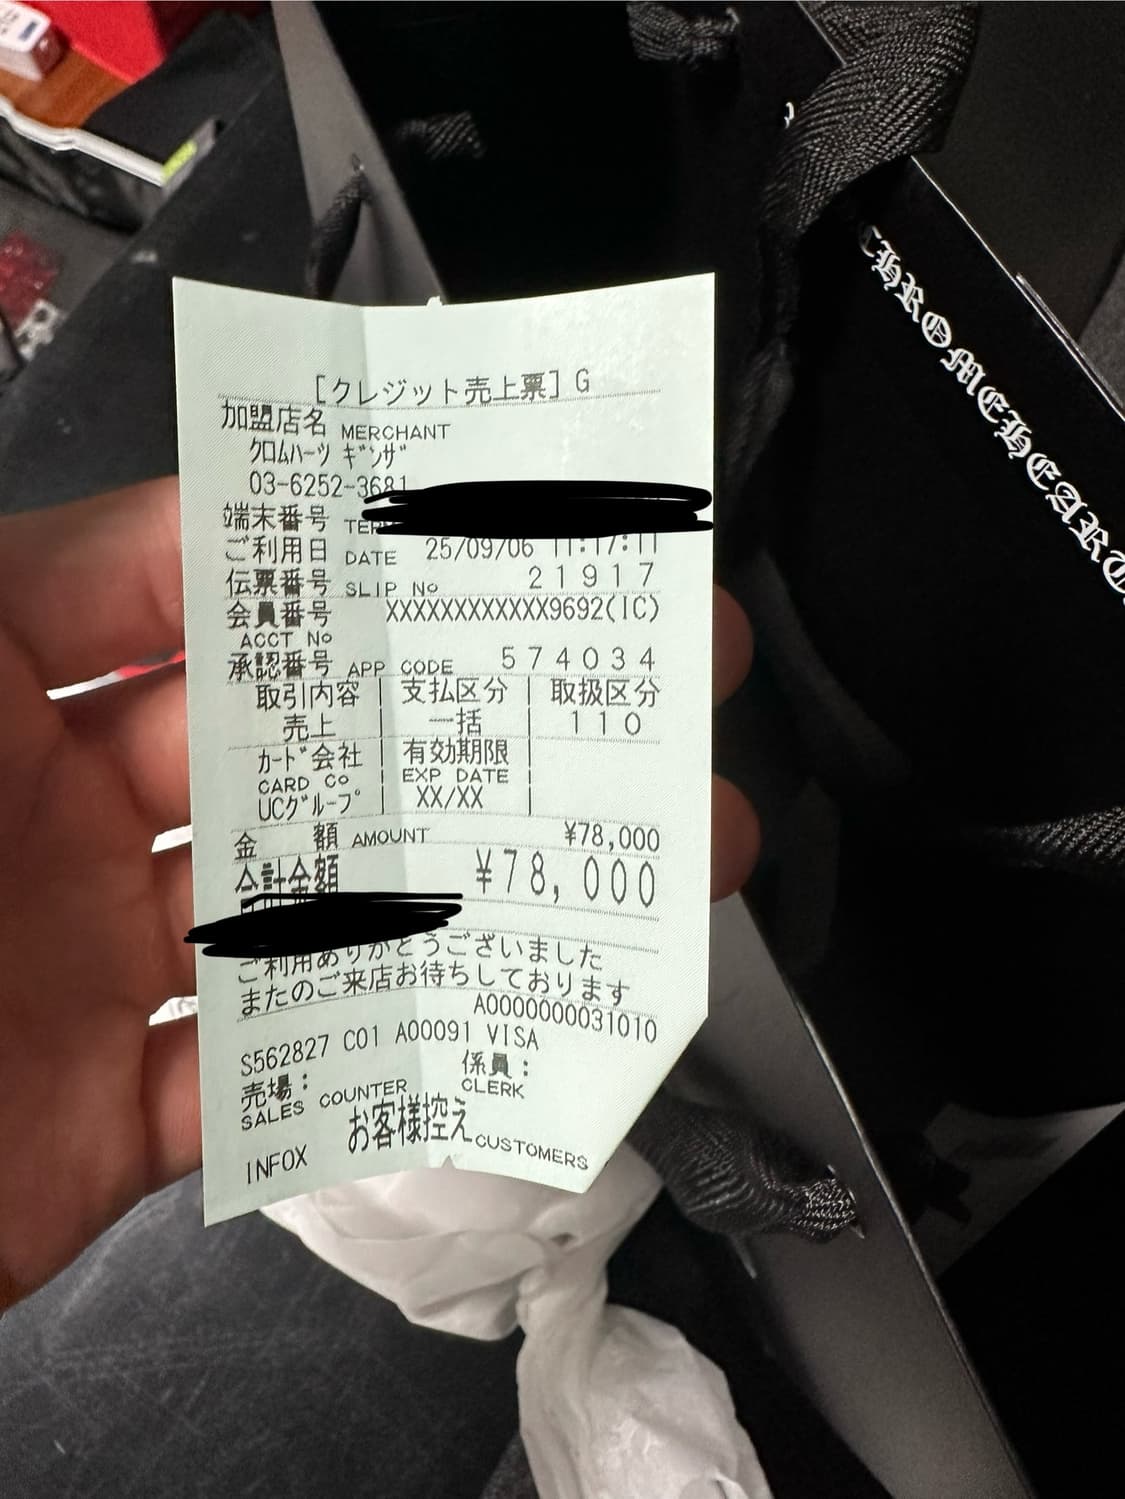 [クレジット売上票] G
加盟店名 MERCHANT
クロムハーツ ギンザ
03-6252-3681
端末番号
ご利用日 DATE 25/09/06 11:17:11
伝票番号 SLIP No 21917
会員番号 XXXXXXXXXXXX9692(IC)
ACCT No
承認番号 APP CODE 574034
取引内容 支払区分 取扱区分
売上 一括 110
カード会社 有効期限
CARD Co EXP DATE
UCグループ XX/XX
金 額 AMOUNT ¥78,000
合計金額 ¥78,000
ご利用ありがとうございました
またのご来店お待ちしております
A0000000031010
S562827 C01 A00091 VISA
売場: 係員:
SALES COUNTER CLERK
お客様控え CUSTOMERS
INFOX
CHROME HEARTS